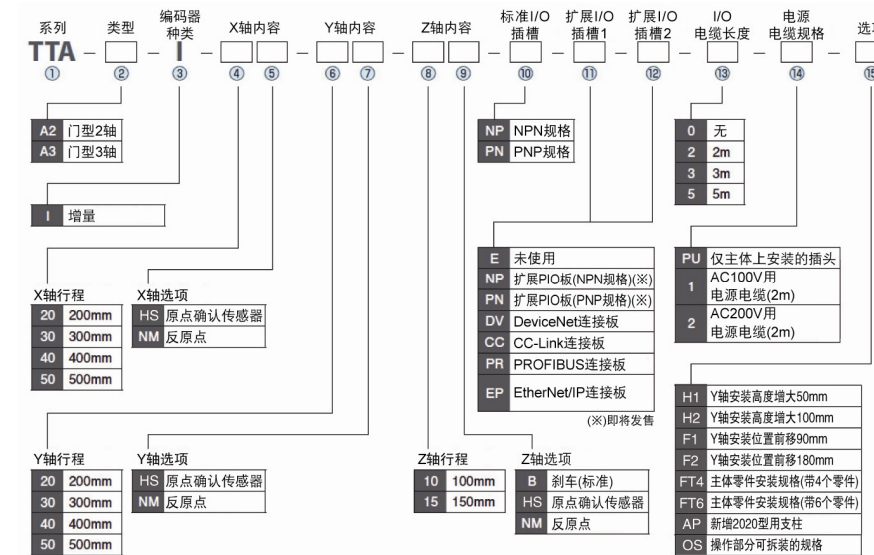 系列
类型
编码器
种类
X轴内容
Y轴内容
Z轴内容
标准I/O
插槽
扩展I/O
插槽1
扩展I/O
插槽2
I/O
电缆长度
电源
电缆规格
TTA – – I – – – – – – – –
① ② ③ ④ ⑤ ⑥ ⑦ ⑧ ⑨ ⑩ ⑪ ⑫ ⑬ ⑭ ⑮
A2 门型2轴
A3 门型3轴
NP NPN规格
PN PNP规格
0 无
2 2m
3 3m
5 5m
I 增量
E 未使用
NP 扩展PIO板(NPN规格)(※)
PN 扩展PIO板(PNP规格)(※)
DV DeviceNet连接板
CC CC-Link连接板
PR PROFIBUS连接板
EP EtherNet/IP连接板
(※)即将发售
PU 仅主体上安装的插头
1 AC100V用
电源电缆(2m)
2 AC200V用
电源电缆(2m)
X轴行程
20 200mm
30 300mm
40 400mm
50 500mm
X轴选项
HS 原点确认传感器
NM 反原点
H1 Y轴安装高度增大50mm
H2 Y轴安装高度增大100mm
F1 Y轴安装位置前移90mm
F2 Y轴安装位置前移180mm
FT4 主体零件安装规格(带4个零件)
FT6 主体零件安装规格(带6个零件)
AP 新增2020型用支柱
OS 操作部分可拆装的规格
Y轴行程
20 200mm
30 300mm
40 400mm
50 500mm
Y轴选项
HS 原点确认传感器
NM 反原点
Z轴行程
10 100mm
15 150mm
Z轴选项
B 刹车(标准)
HS 原点确认传感器
NM 反原点